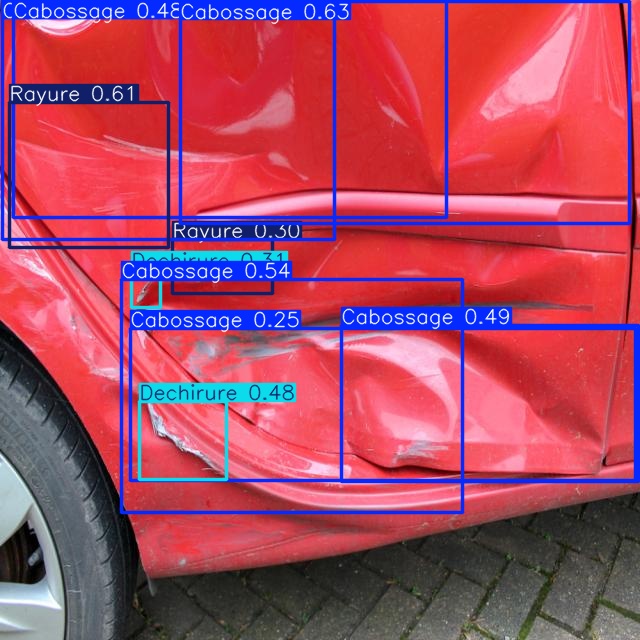 Cabossage 0.48
Cabossage 0.63
Rayure 0.61
Rayure 0.30
Dechirure 0.31
Cabossage 0.54
Cabossage 0.25
Cabossage 0.49
Dechirure 0.48